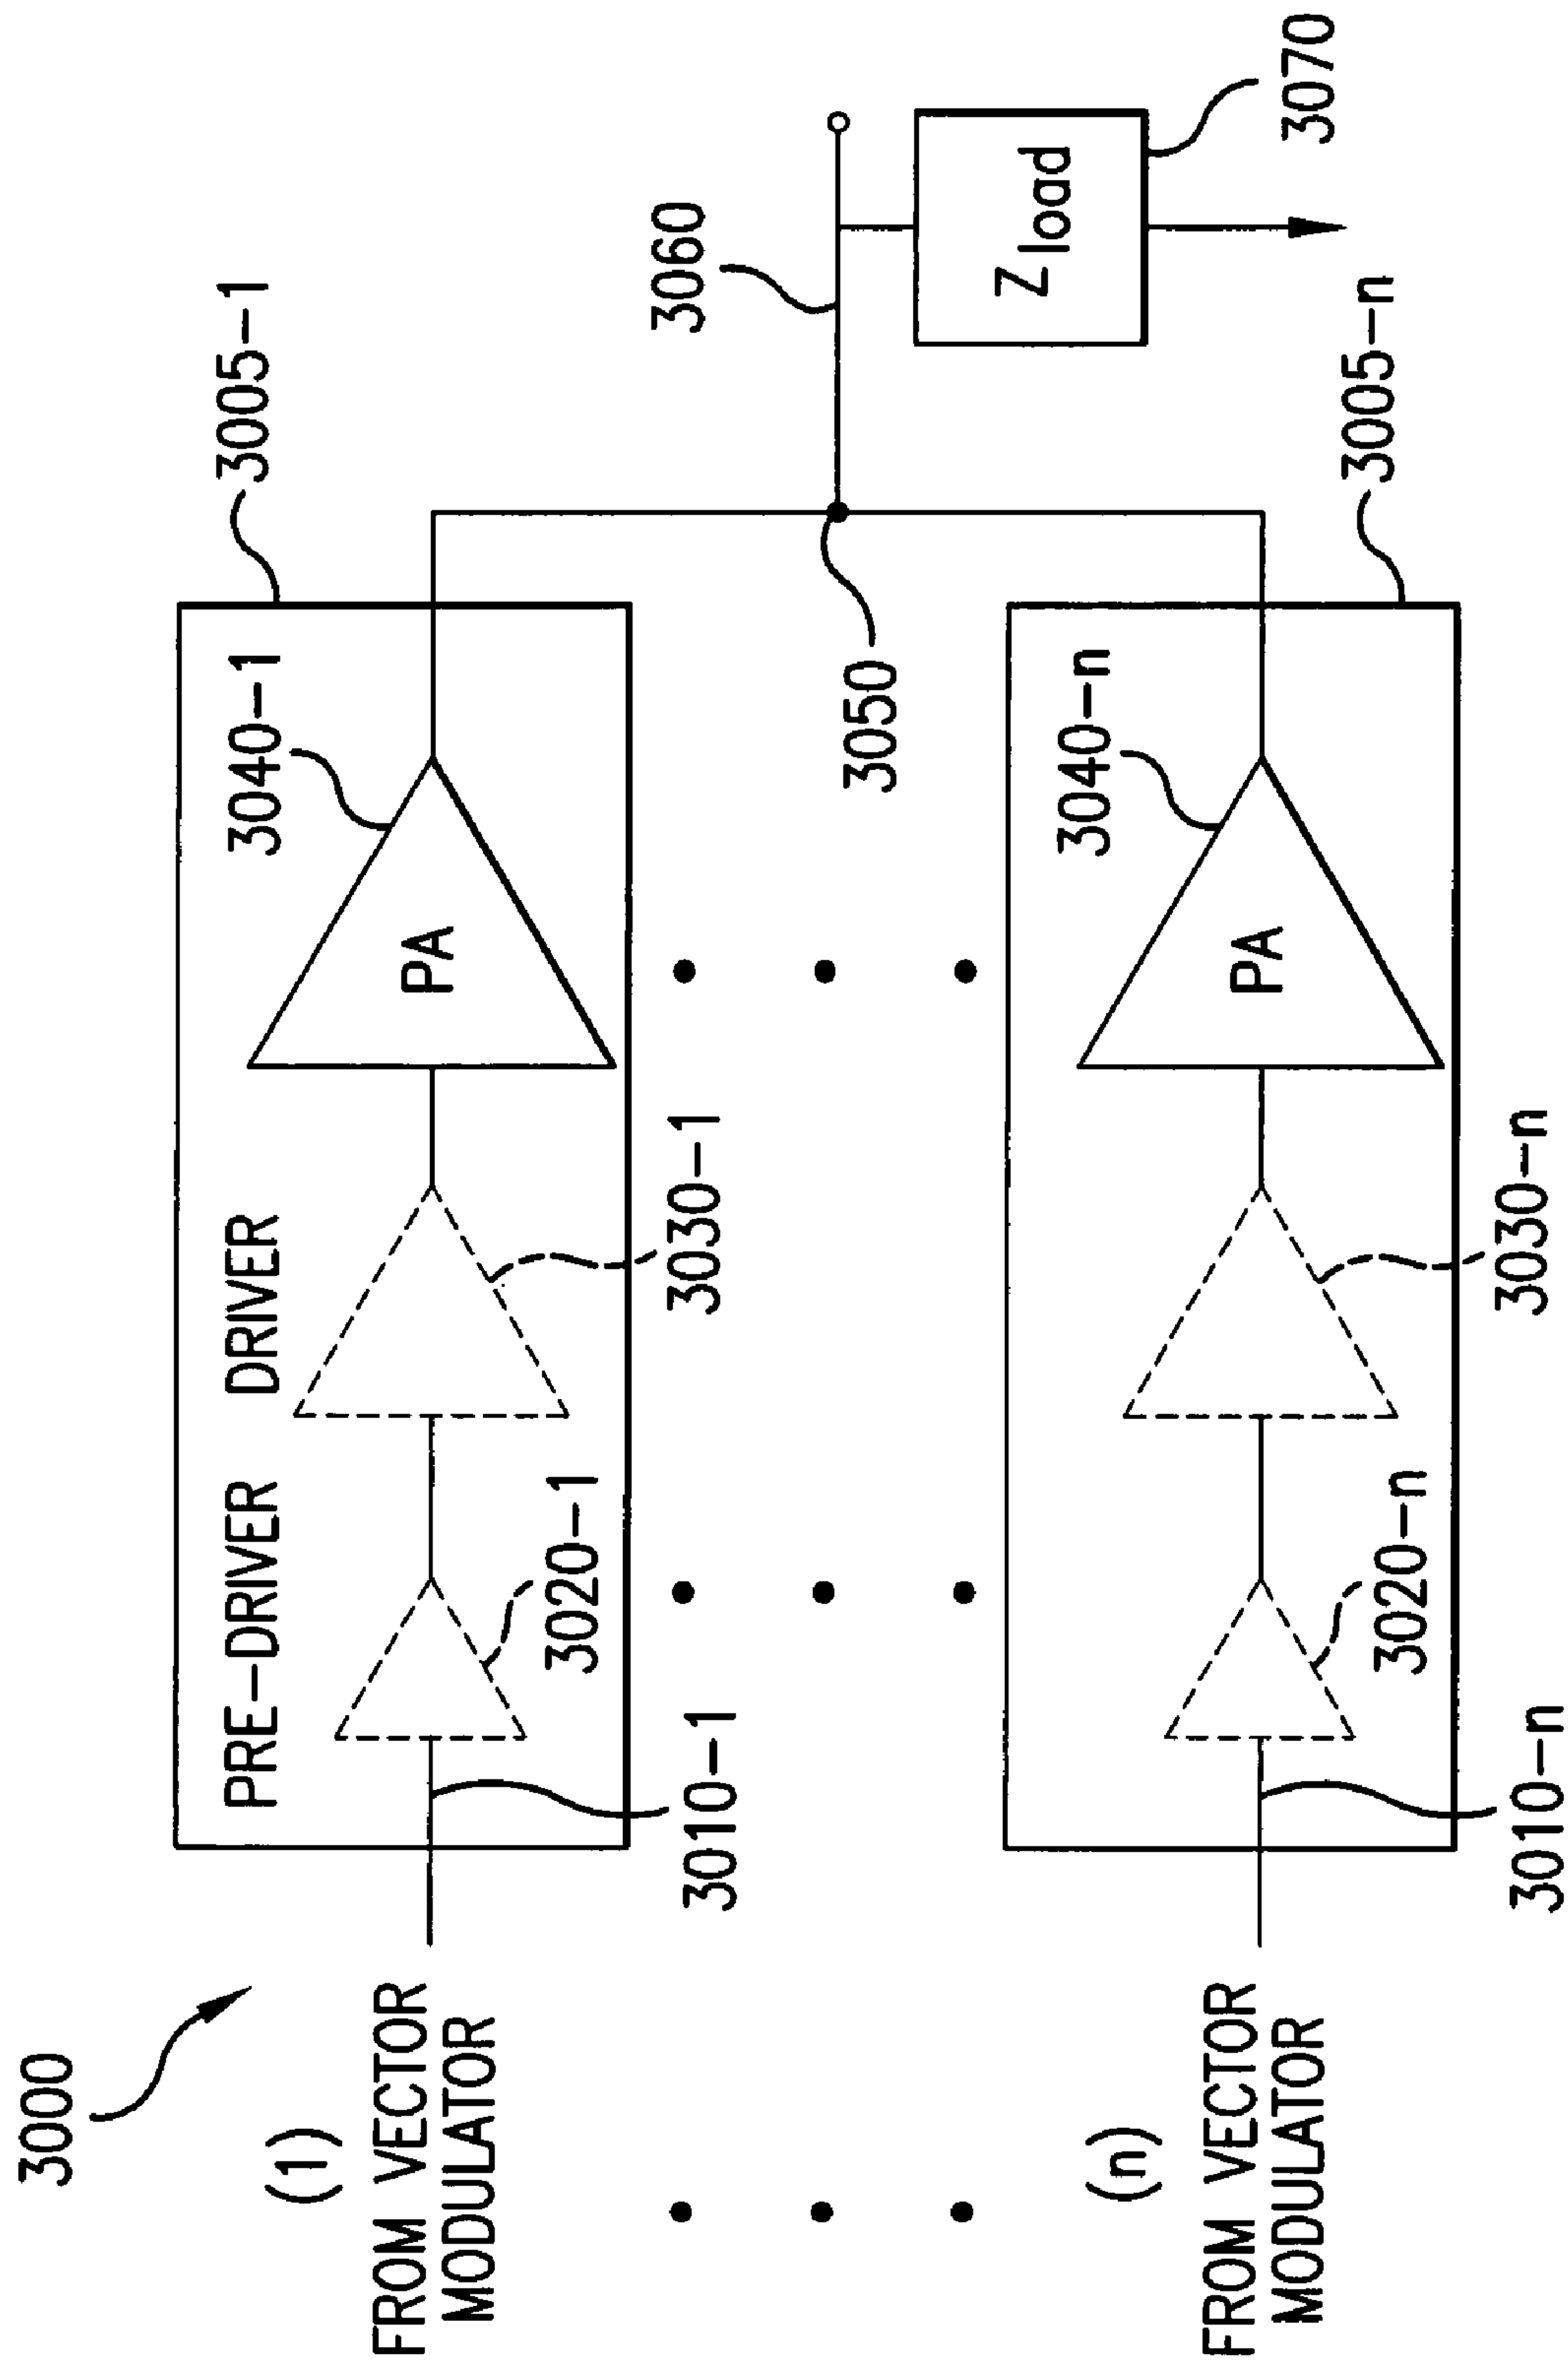 3000
(1)
FROM VECTOR
MODULATOR
3010-1
PRE-DRIVER
3020-1
DRIVER
3030-1
PA
3040-1
3005-1
3050
3060
Zload
3070
(n)
FROM VECTOR
MODULATOR
3010-n
3020-n
3030-n
PA
3040-n
3005-n